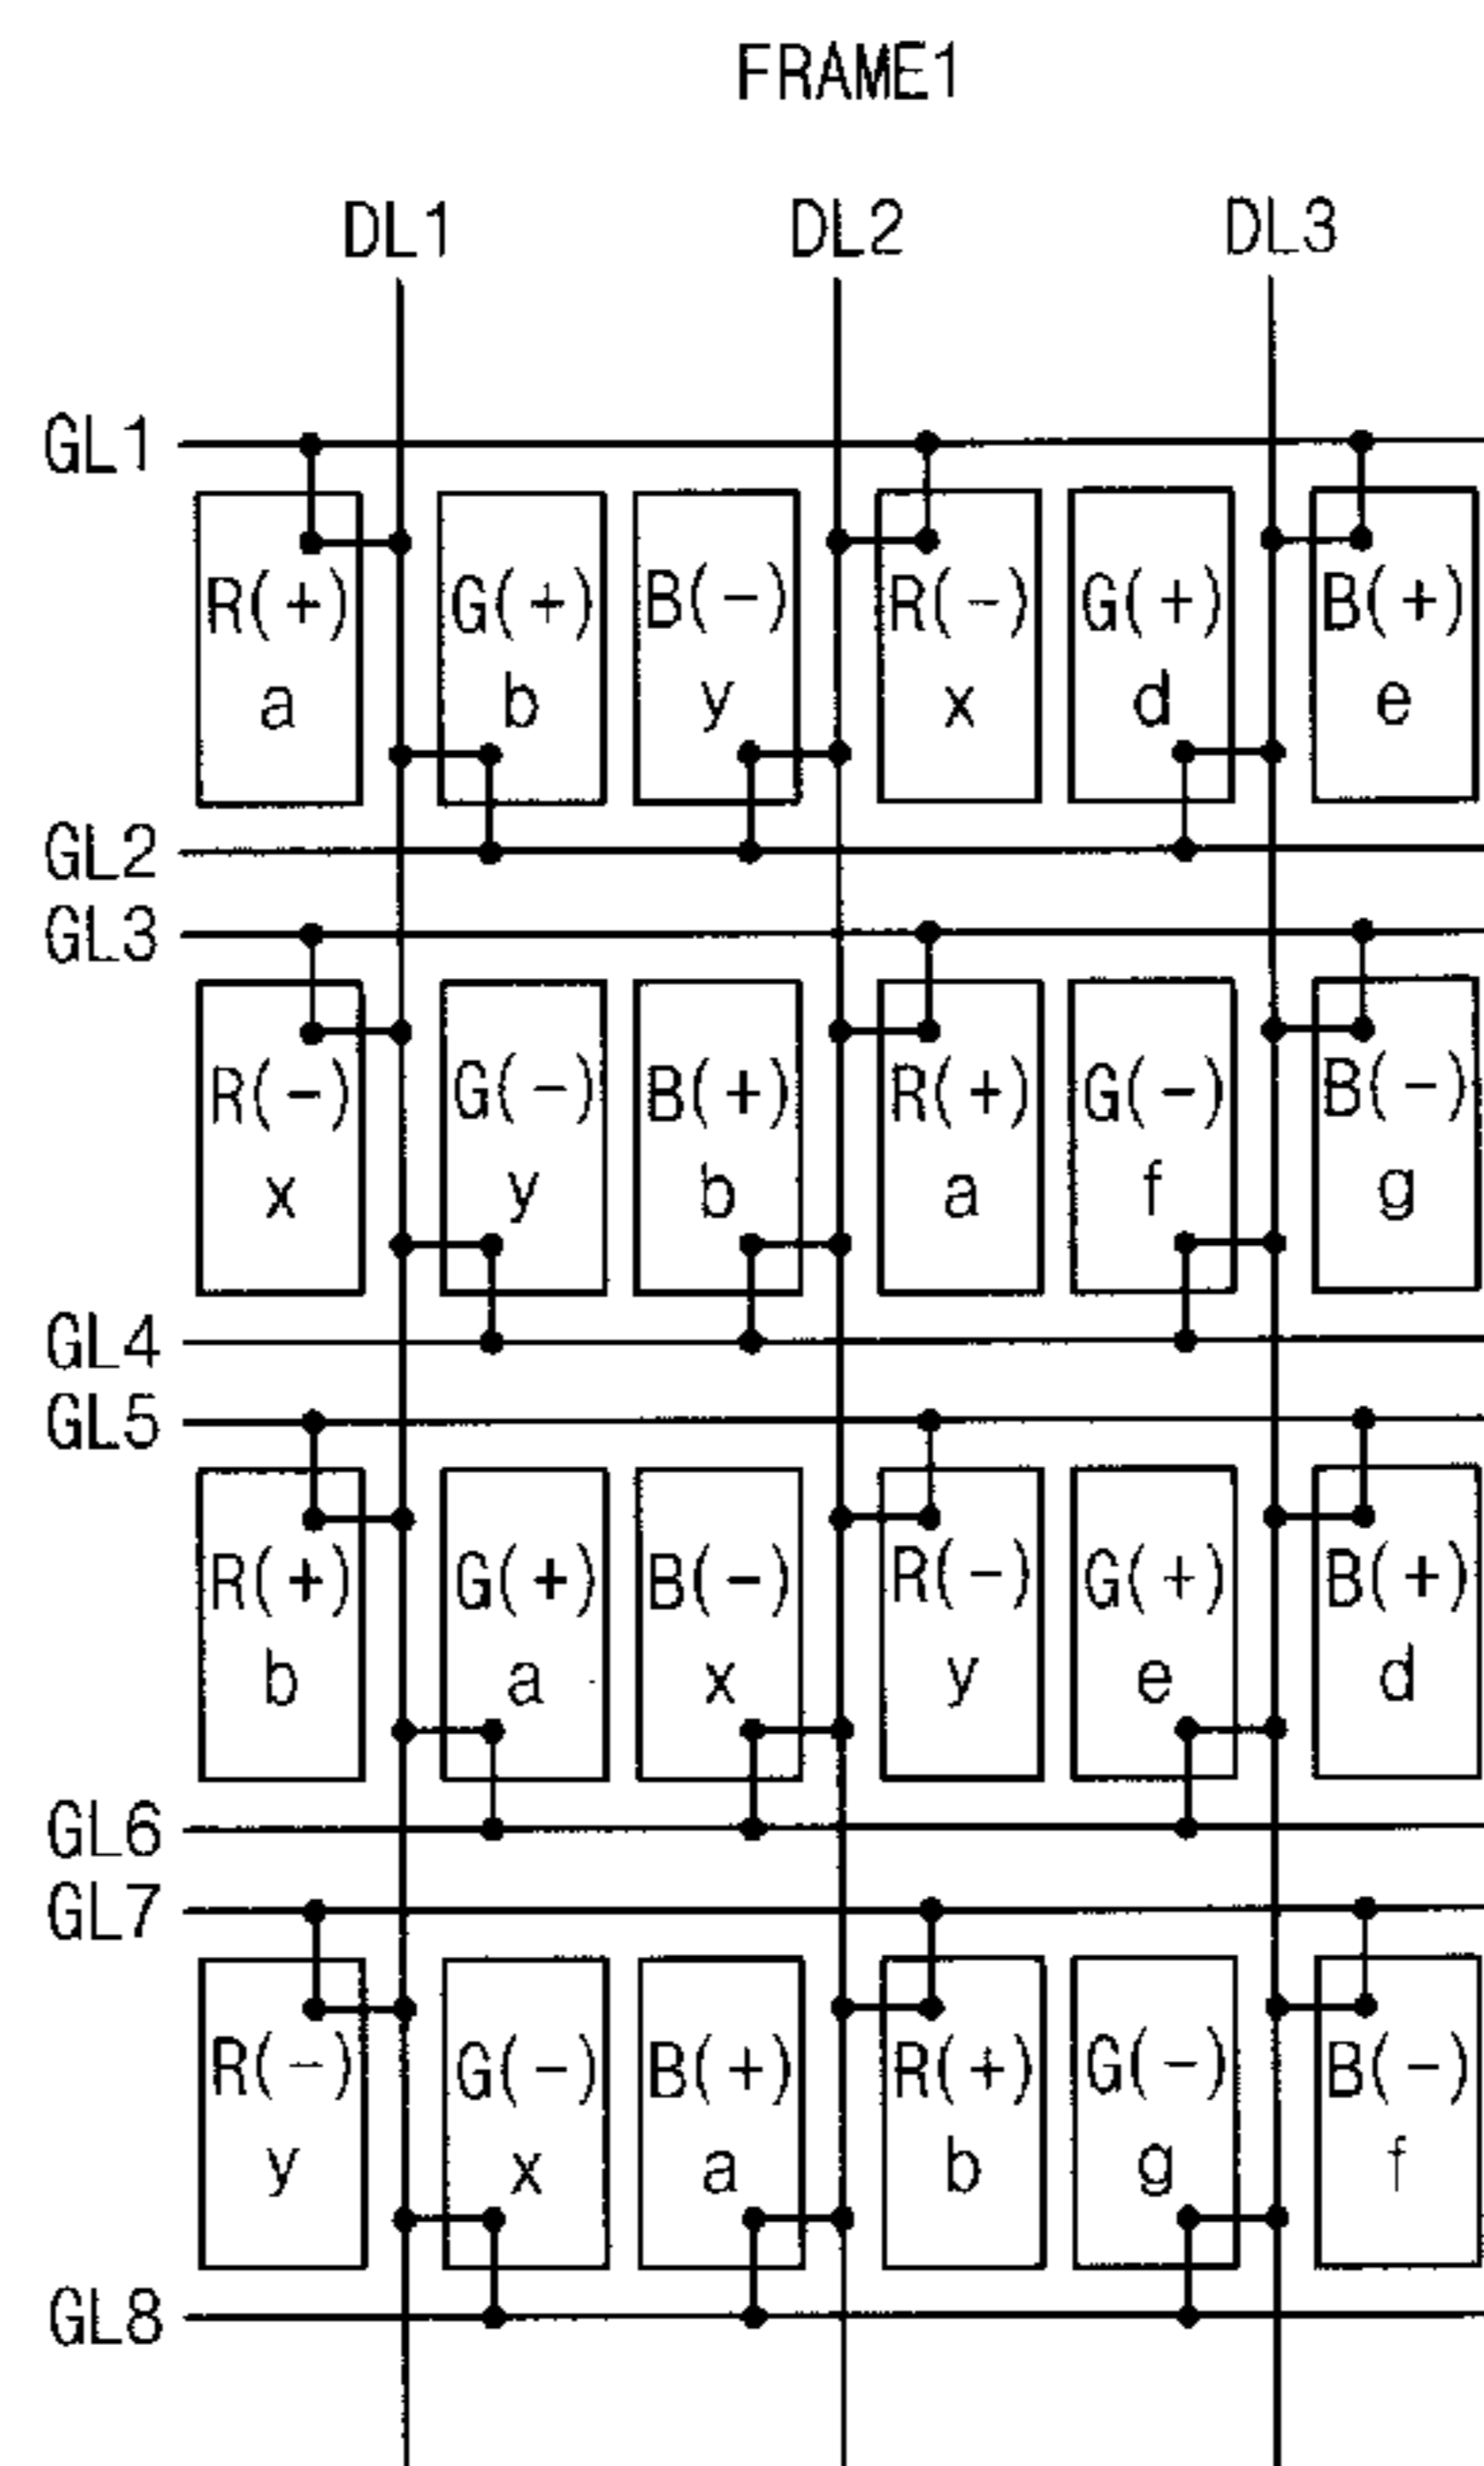 FRAME1
DL1 DL2 DL3
GL1
R(+) G(+) B(-) R(-) G(+) B(+)
a b y x d e
GL2
GL3
R(-) G(-) B(+) R(+) G(-) B(-)
x y b a f g
GL4
GL5
R(+) G(+) B(-) R(-) G(+) B(+)
b a x y e d
GL6
GL7
R(-) G(-) B(+) R(+) G(-) B(-)
y x a b g f
GL8